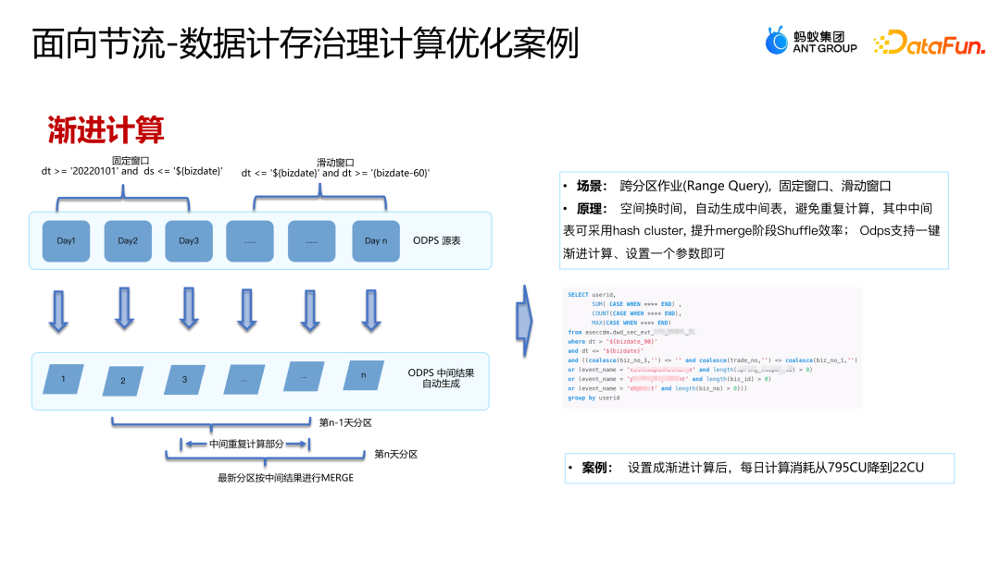 面向节流-数据计存治理计算优化案例
蚂蚁集团
ANT GROUP
DataFun.
渐进计算
固定窗口
dt >= '20220101' and ds <= '${bizdate}'
滑动窗口
dt <= '${bizdate}' and dt >= '{bizdate-60}'
Day1
Day2
Day3
......
......
Day n
ODPS 源表
1
2
3
...
...
n
ODPS 中间结果
自动生成
第n-1天分区
中间重复计算部分
第n天分区
最新分区按中间结果进行MERGE
• 场景： 跨分区作业(Range Query), 固定窗口、滑动窗口
• 原理： 空间换时间，自动生成中间表，避免重复计算，其中中间
表可采用hash cluster, 提升merge阶段Shuffle效率； Odps支持一键
渐进计算、设置一个参数即可
SELECT userid,
SUM( CASE WHEN **** END) ,
COUNT(CASE WHEN **** END),
MAX(CASE WHEN **** END)
from aseccdm.dwd_sec_evt_
where dt > '${bizdate_90}'
and dt <= '${bizdate}'
and ((coalesce(biz_no_1,'') <> '' and coalesce(trade_no,'') <> coalesce(biz_no_1,'')
or (event_name = ' and length( ) > 0)
or (event_name = ' t' and length(biz_id) > 0)
or (event_name = ' t' and length(biz_no) > 0)))
group by userid
• 案例： 设置成渐进计算后，每日计算消耗从795CU降到22CU